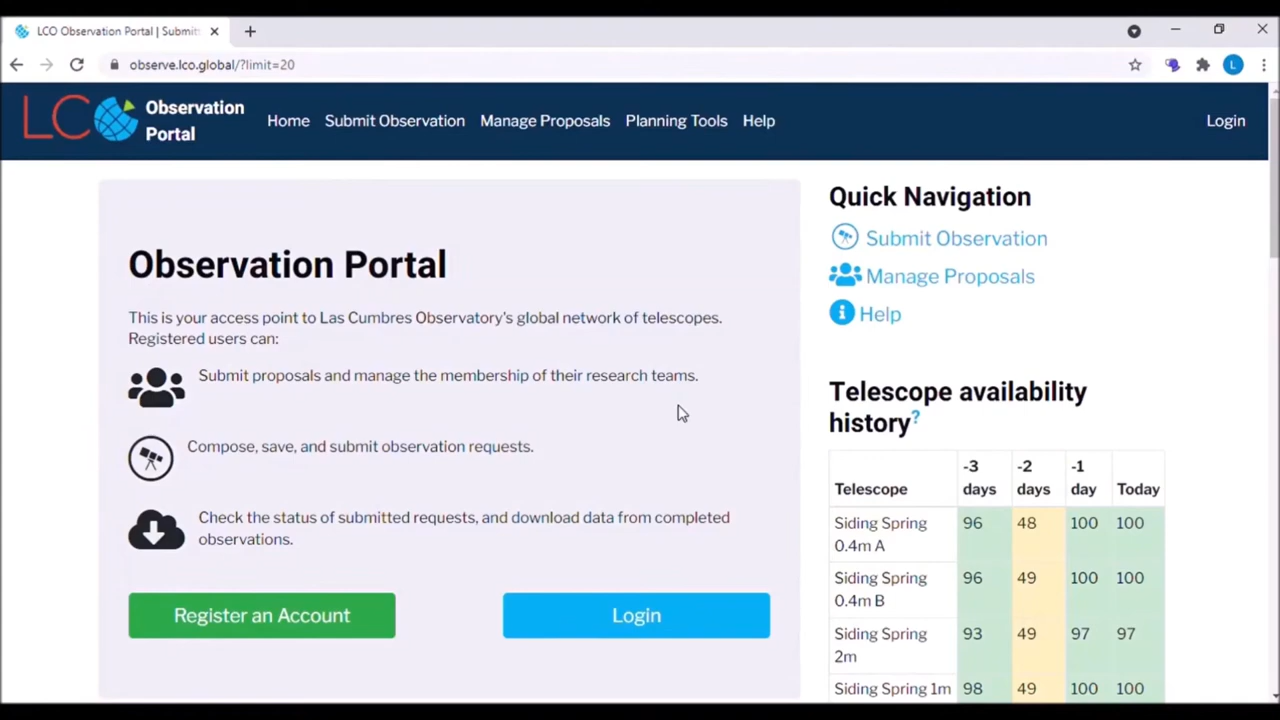 LCO Observation Portal | Submit
observe.lco.global/?limit=20
L
LCO Observation
Portal
Home Submit Observation Manage Proposals Planning Tools Help
Login
Observation Portal
This is your access point to Las Cumbres Observatory's global network of telescopes.
Registered users can:
Submit proposals and manage the membership of their research teams.
Compose, save, and submit observation requests.
Check the status of submitted requests, and download data from completed
observations.
Register an Account
Login
Quick Navigation
Submit Observation
Manage Proposals
Help
Telescope availability
history?
Telescope -3 days -2 days -1 day Today
Siding Spring 0.4m A 96 48 100 100
Siding Spring 0.4m B 96 49 100 100
Siding Spring 2m 93 49 97 97
Siding Spring 1m 98 49 100 100